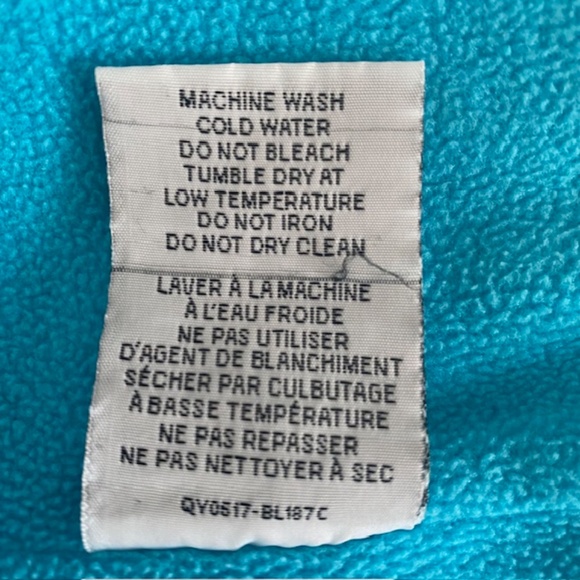 MACHINE WASH
COLD WATER
DO NOT BLEACH
TUMBLE DRY AT
LOW TEMPERATURE
DO NOT IRON
DO NOT DRY CLEAN
LAVER À LA MACHINE
À L'EAU FROIDE
NE PAS UTILISER
D'AGENT DE BLANCHIMENT
SÉCHER PAR CULBUTAGE
À BASSE TEMPÉRATURE
NE PAS REPASSER
NE PAS NETTOYER À SEC
QY0517-BL187C